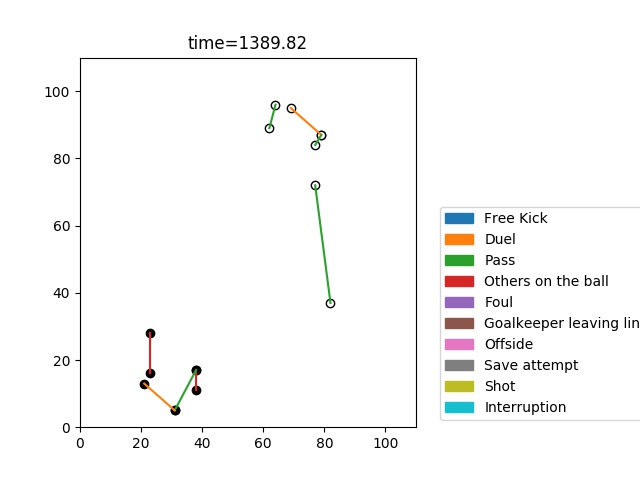 time=1389.82
100
80
60
40
20
0
0 20 40 60 80 100
Free Kick
Duel
Pass
Others on the ball
Foul
Goalkeeper leaving lin
Offside
Save attempt
Shot
Interruption